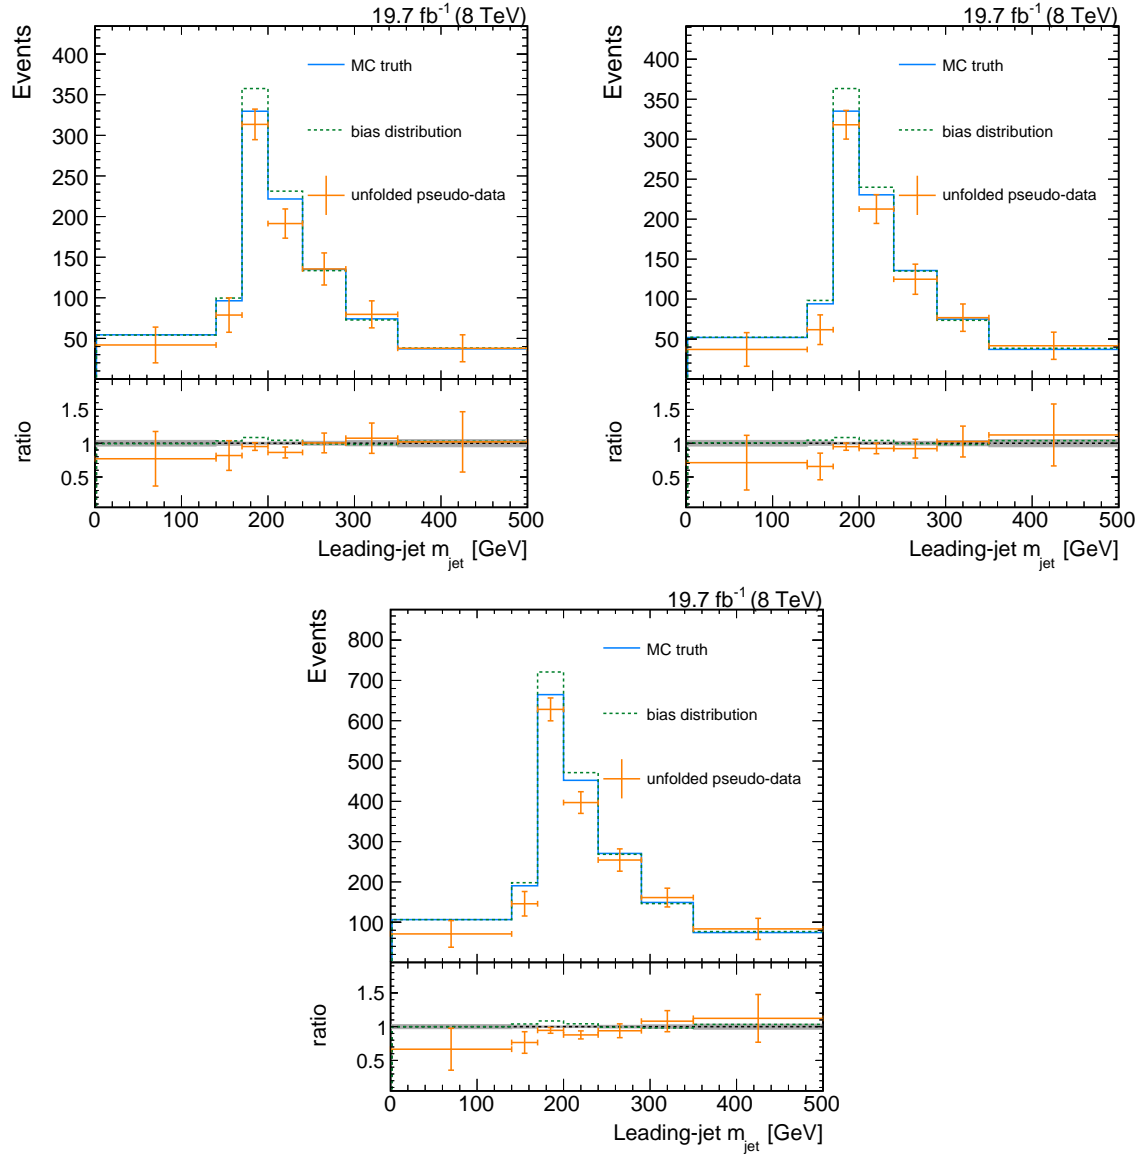 19.7 fb⁻¹ (8 TeV)
Events
400
350
300
250
200
150
100
50
MC truth
bias distribution
unfolded pseudo-data
ratio
1.5
1
0.5
0 100 200 300 400 500
Leading-jet m_jet [GeV]
19.7 fb⁻¹ (8 TeV)
Events
400
350
300
250
200
150
100
50
MC truth
bias distribution
unfolded pseudo-data
ratio
1.5
1
0.5
0 100 200 300 400 500
Leading-jet m_jet [GeV]
19.7 fb⁻¹ (8 TeV)
Events
800
700
600
500
400
300
200
100
MC truth
bias distribution
unfolded pseudo-data
ratio
1.5
1
0.5
0 100 200 300 400 500
Leading-jet m_jet [GeV]